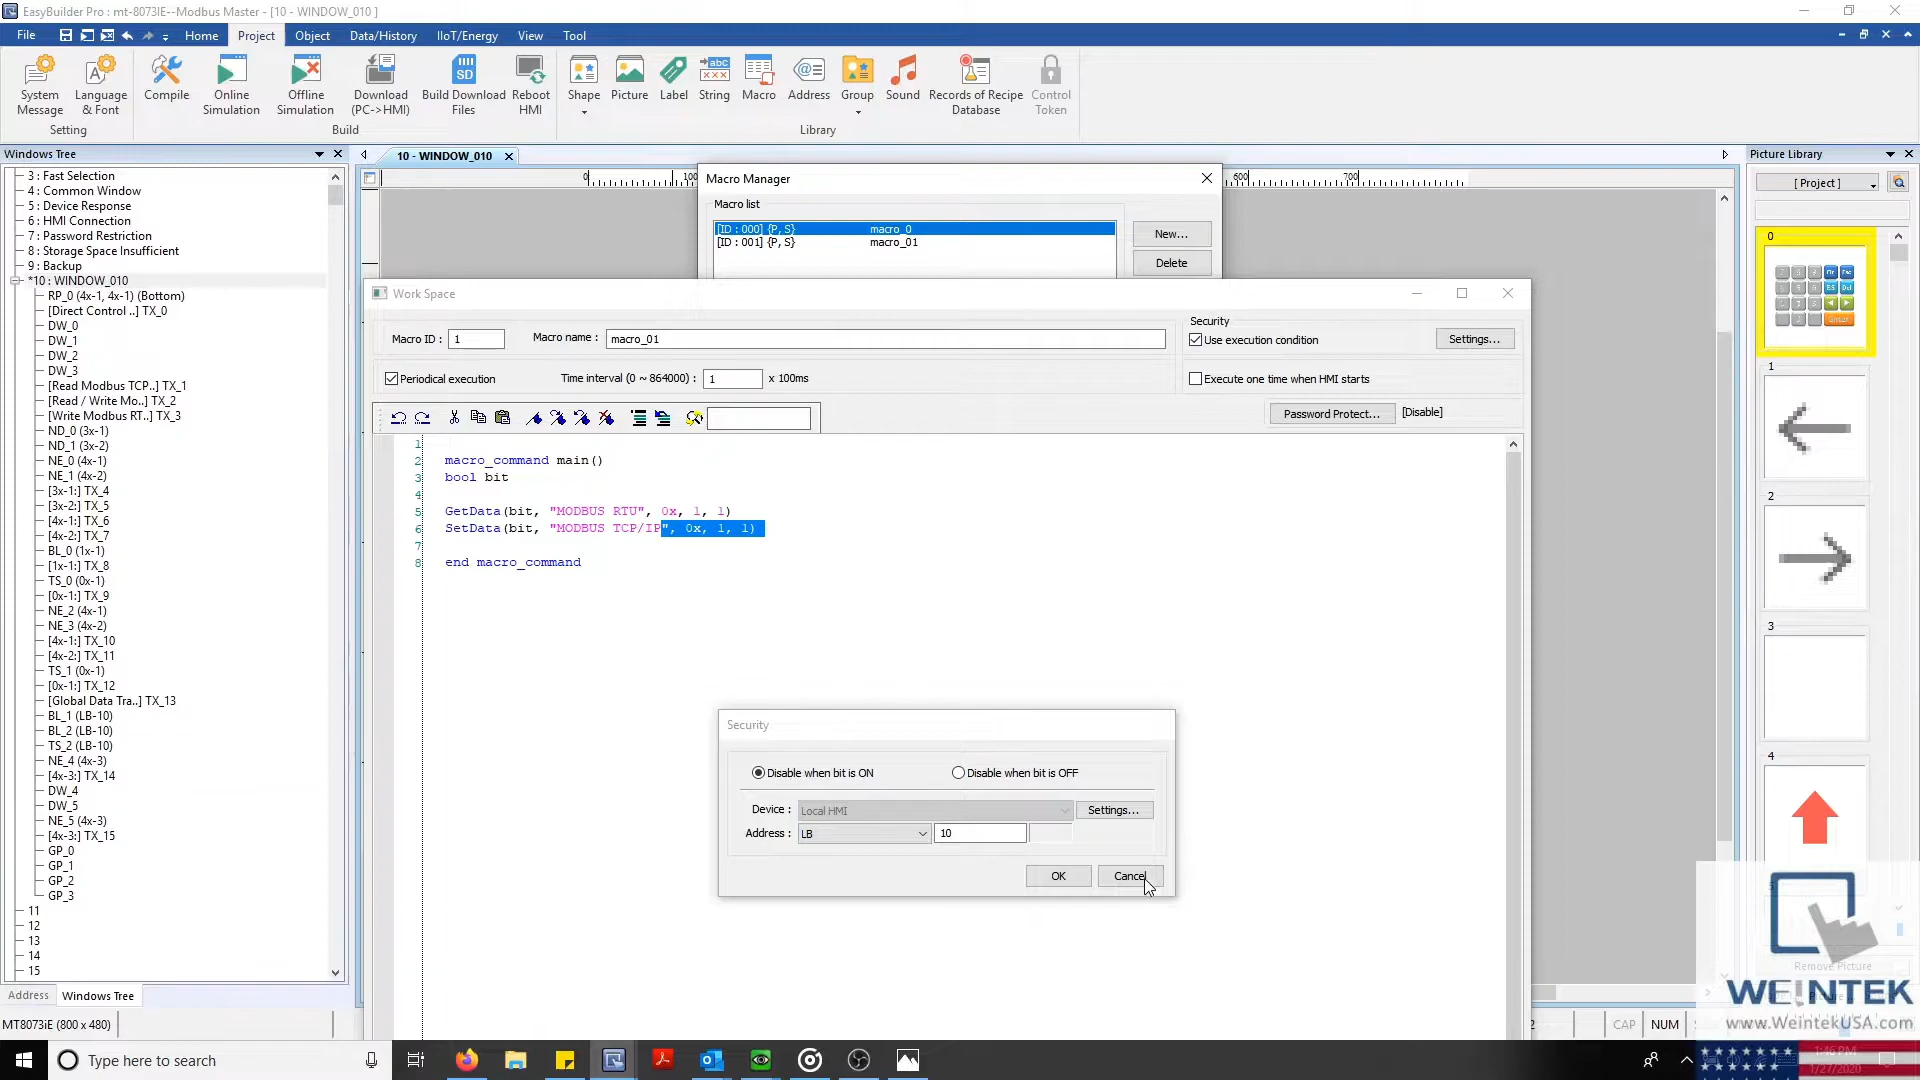 EasyBuilder Pro : mt-8073IE--Modbus Master - [10 - WINDOW_010 ]
File Home Project Object Data/History IIoT/Energy View Tool
System Message
Language & Font
Compile
Online Simulation
Offline Simulation
Download (PC->HMI)
Build Download Files
Reboot HMI
Shape
Picture
Label
String
Macro
Address
Group
Sound
Records of Recipe Database
Control Token
Setting Build Library
Windows Tree
3 : Fast Selection
4 : Common Window
5 : Device Response
6 : HMI Connection
7 : Password Restriction
8 : Storage Space Insufficient
9 : Backup
*10 : WINDOW_010
RP_0 (4x-1, 4x-1) (Bottom)
[Direct Control ..] TX_0
DW_0
DW_1
DW_2
DW_3
[Read Modbus TCP..] TX_1
[Read / Write Mo..] TX_2
[Write Modbus RT..] TX_3
ND_0 (3x-1)
ND_1 (3x-2)
NE_0 (4x-1)
NE_1 (4x-2)
[3x-1:] TX_4
[3x-2:] TX_5
[4x-1:] TX_6
[4x-2:] TX_7
BL_0 (1x-1)
[1x-1:] TX_8
TS_0 (0x-1)
[0x-1:] TX_9
NE_2 (4x-1)
NE_3 (4x-2)
[4x-1:] TX_10
[4x-2:] TX_11
TS_1 (0x-1)
[0x-1:] TX_12
[Global Data Tra..] TX_13
BL_1 (LB-10)
BL_2 (LB-10)
TS_2 (LB-10)
NE_4 (4x-3)
[4x-3:] TX_14
DW_4
DW_5
NE_5 (4x-3)
[4x-3:] TX_15
GP_0
GP_1
GP_2
GP_3
11
12
13
14
15
Address Windows Tree
MT8073iE (800 x 480)
10 - WINDOW_010
0 100 600 700
Macro Manager
Macro list
[ID : 000] {P, S} macro_0
[ID : 001] {P, S} macro_01
New...
Delete
Work Space
Macro ID : 1 Macro name : macro_01
Security
Use execution condition Settings...
Periodical execution Time interval (0 ~ 864000) : 1 x 100ms
Execute one time when HMI starts
Password Protect... [Disable]
1
2 macro_command main()
3 bool bit
4
5 GetData(bit, "MODBUS RTU", 0x, 1, 1)
6 SetData(bit, "MODBUS TCP/IP", 0x, 1, 1)
7
8 end macro_command
Security
Disable when bit is ON Disable when bit is OFF
Device : Local HMI Settings...
Address : LB 10
OK Cancel
Picture Library
[ Project ]
0
abc
xxx
SD
1
2
3
4
Remove Picture
WEINTEK
www.WeintekUSA.com
2 CAP NUM
Type here to search
1:46 PM
1/27/2020